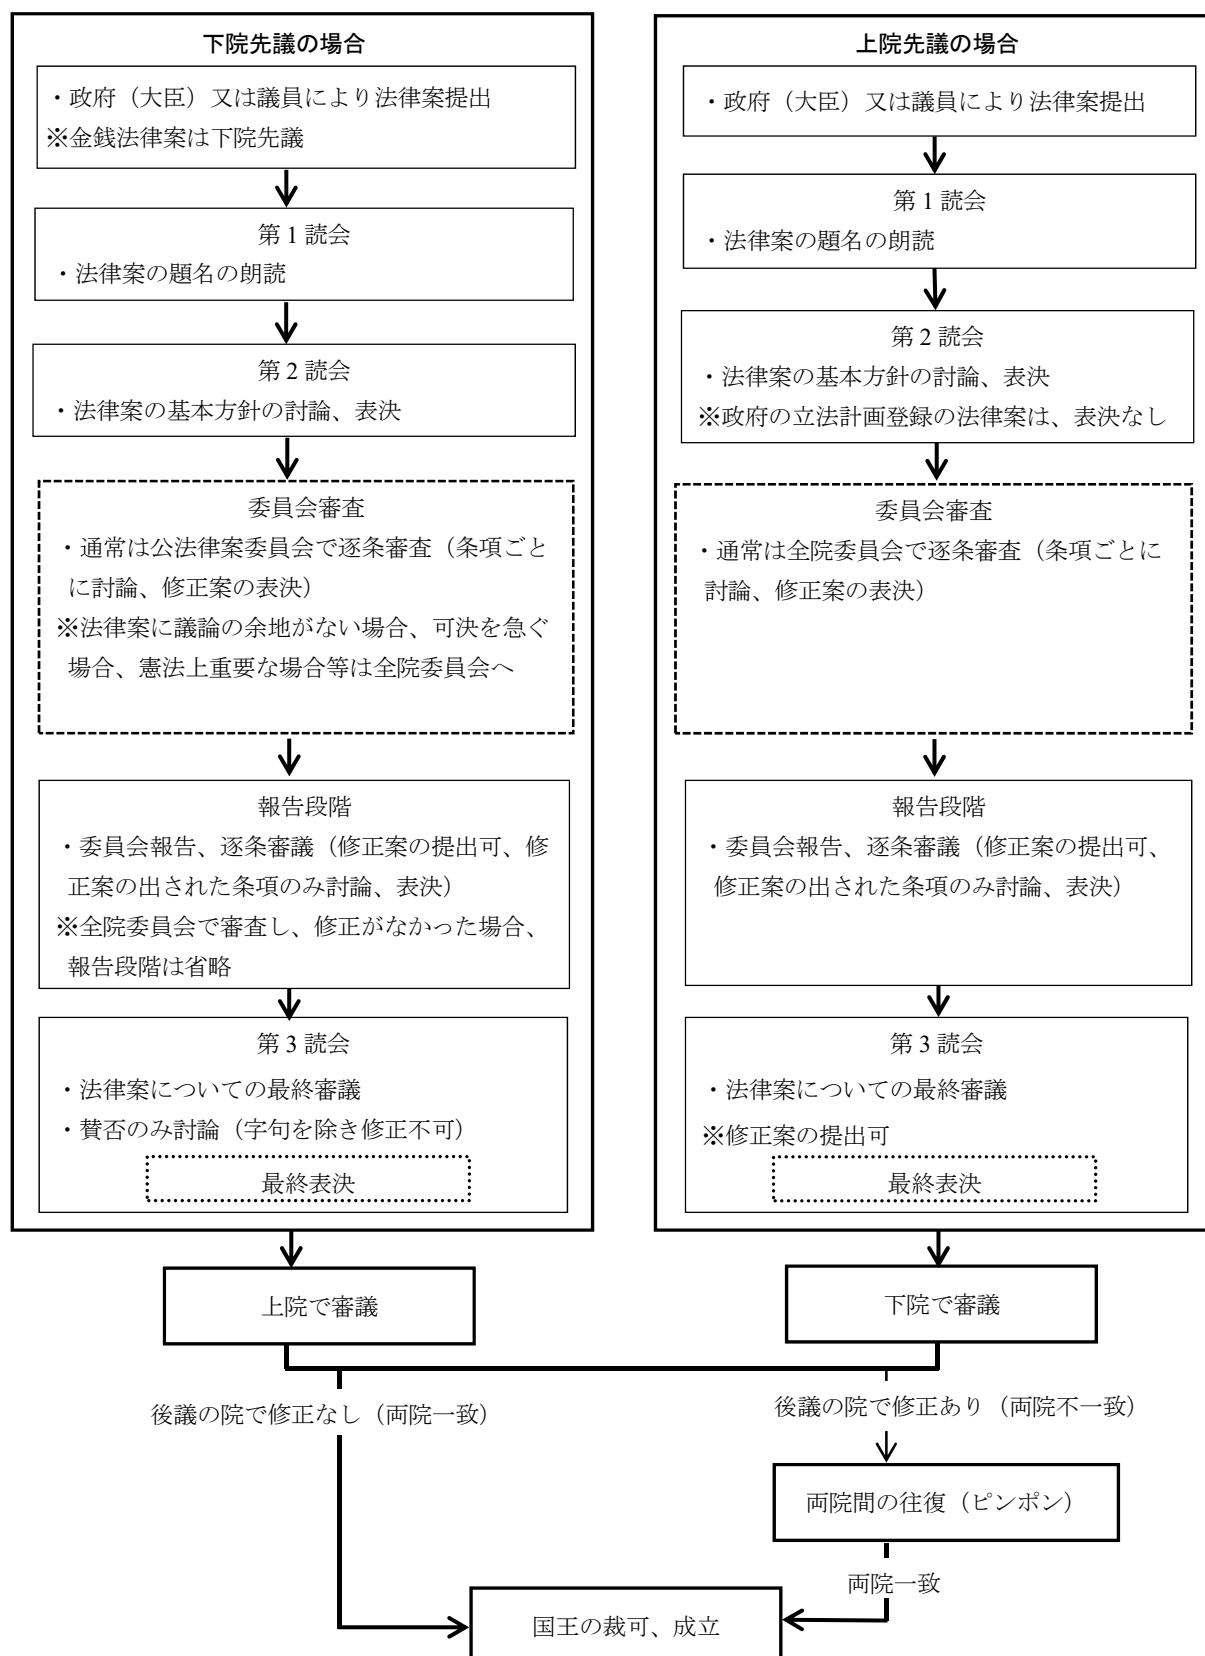 下院先議の場合
・政府（大臣）又は議員により法律案提出
※金銭法律案は下院先議
第 1 読会
・法律案の題名の朗読
第 2 読会
・法律案の基本方針の討論、表決
委員会審査
・通常は公法律案委員会で逐条審査（条項ごと
に討論、修正案の表決）
※法律案に議論の余地がない場合、可決を急ぐ
場合、憲法上重要な場合等は全院委員会へ
報告段階
・委員会報告、逐条審議（修正案の提出可、修
正案の出された条項のみ討論、表決）
※全院委員会で審査し、修正がなかった場合、
報告段階は省略
第 3 読会
・法律案についての最終審議
・賛否のみ討論（字句を除き修正不可）
最終表決
上院で審議
上院先議の場合
・政府（大臣）又は議員により法律案提出
第 1 読会
・法律案の題名の朗読
第 2 読会
・法律案の基本方針の討論、表決
※政府の立法計画登録の法律案は、表決なし
委員会審査
・通常は全院委員会で逐条審査（条項ごとに
討論、修正案の表決）
報告段階
・委員会報告、逐条審議（修正案の提出可、
修正案の出された条項のみ討論、表決）
第 3 読会
・法律案についての最終審議
※修正案の提出可
最終表決
下院で審議
後議の院で修正なし（両院一致）
後議の院で修正あり（両院不一致）
両院間の往復（ピンポン）
両院一致
国王の裁可、成立